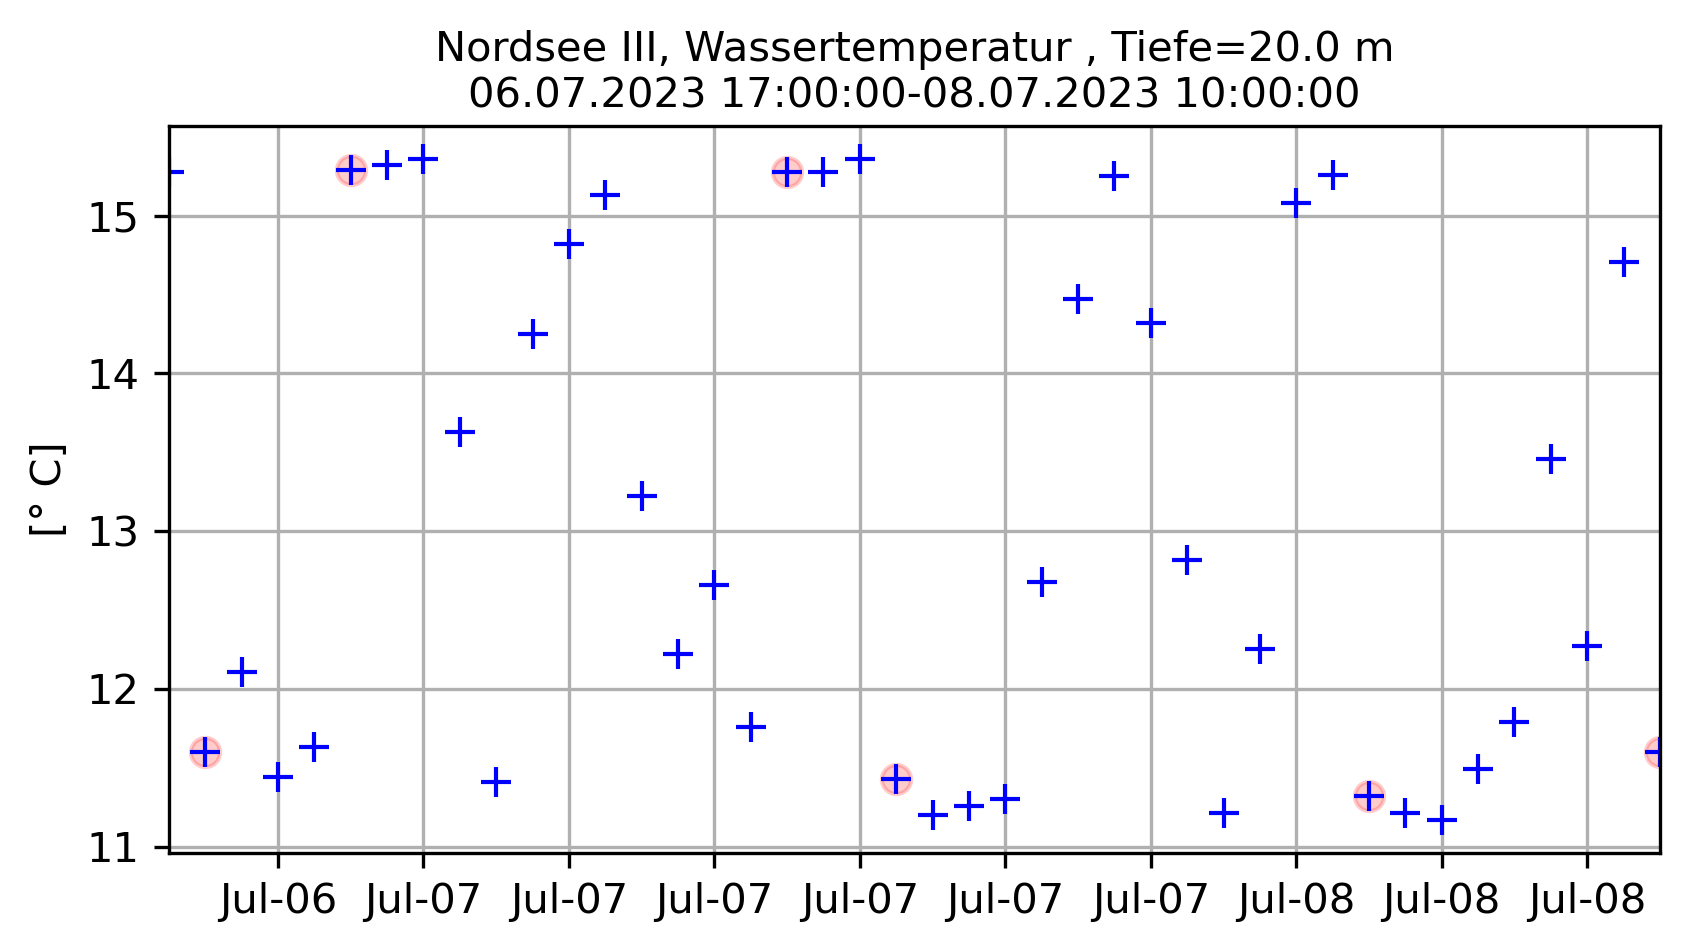 Nordsee III, Wassertemperatur , Tiefe=20.0 m
06.07.2023 17:00:00-08.07.2023 10:00:00
[° C]
15
14
13
12
11
Jul-06 Jul-07 Jul-07 Jul-07 Jul-07 Jul-07 Jul-07 Jul-08 Jul-08 Jul-08